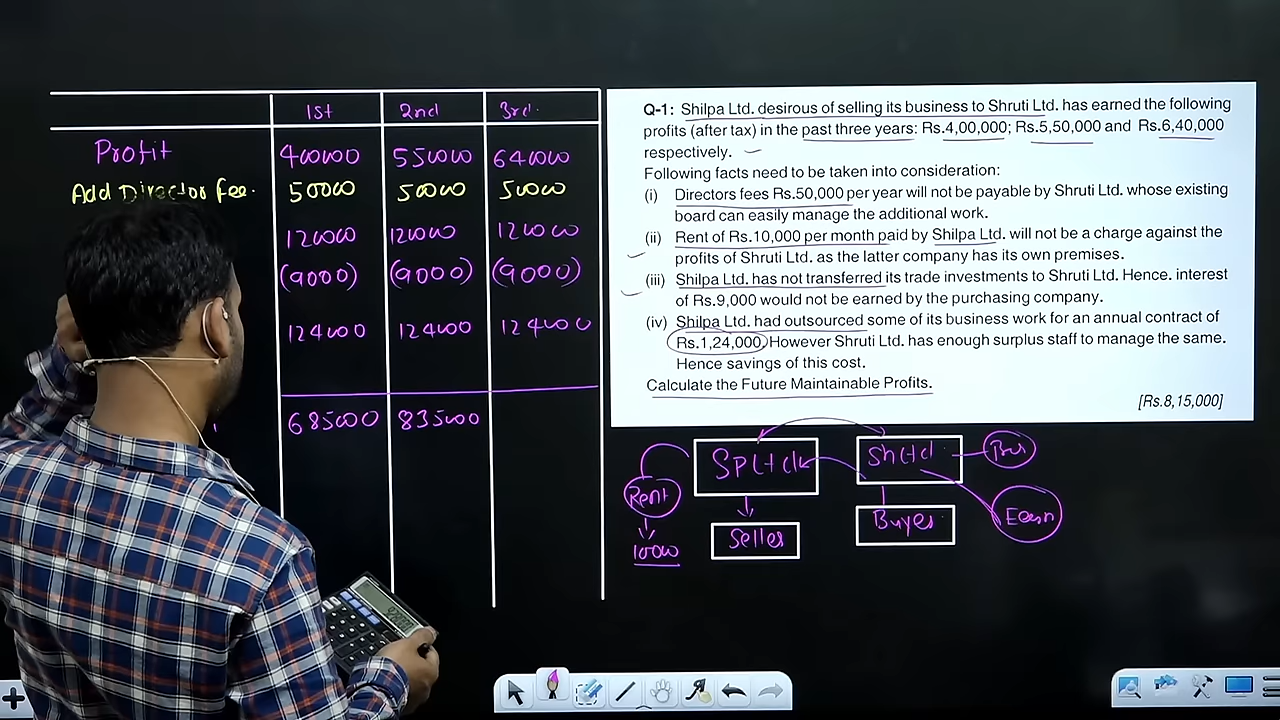 1st 2nd 3rd.
Profit 400000 550000 640000
Add Director fee. 50000 50000 50000
120000 120000 120000
(9000) (9000) (9000)
124000 124000 124000
685000 835000
Q-1: Shilpa Ltd. desirous of selling its business to Shruti Ltd. has earned the following
profits (after tax) in the past three years: Rs.4,00,000; Rs.5,50,000 and Rs.6,40,000
respectively.
Following facts need to be taken into consideration:
(i) Directors fees Rs.50,000 per year will not be payable by Shruti Ltd. whose existing
board can easily manage the additional work.
(ii) Rent of Rs.10,000 per month paid by Shilpa Ltd. will not be a charge against the
profits of Shruti Ltd. as the latter company has its own premises.
(iii) Shilpa Ltd. has not transferred its trade investments to Shruti Ltd. Hence. interest
of Rs.9,000 would not be earned by the purchasing company.
(iv) Shilpa Ltd. had outsourced some of its business work for an annual contract of
Rs.1,24,000. However Shruti Ltd. has enough surplus staff to manage the same.
Hence savings of this cost.
Calculate the Future Maintainable Profits.
[Rs.8,15,000]
Rent
10000
Seller
Buyer
Earn